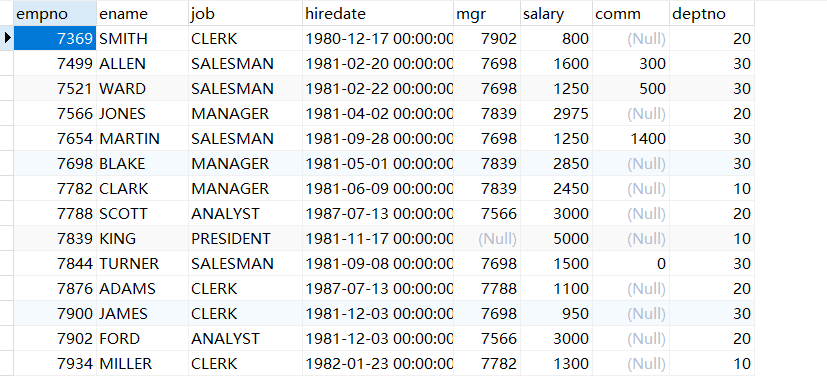 empno ename job hiredate mgr salary comm deptno
7369 SMITH CLERK 1980-12-17 00:00:00 7902 800 (Null) 20
7499 ALLEN SALESMAN 1981-02-20 00:00:00 7698 1600 300 30
7521 WARD SALESMAN 1981-02-22 00:00:00 7698 1250 500 30
7566 JONES MANAGER 1981-04-02 00:00:00 7839 2975 (Null) 20
7654 MARTIN SALESMAN 1981-09-28 00:00:00 7698 1250 1400 30
7698 BLAKE MANAGER 1981-05-01 00:00:00 7839 2850 (Null) 30
7782 CLARK MANAGER 1981-06-09 00:00:00 7839 2450 (Null) 10
7788 SCOTT ANALYST 1987-07-13 00:00:00 7566 3000 (Null) 20
7839 KING PRESIDENT 1981-11-17 00:00:00 (Null) 5000 (Null) 10
7844 TURNER SALESMAN 1981-09-08 00:00:00 7698 1500 0 30
7876 ADAMS CLERK 1987-07-13 00:00:00 7788 1100 (Null) 20
7900 JAMES CLERK 1981-12-03 00:00:00 7698 950 (Null) 30
7902 FORD ANALYST 1981-12-03 00:00:00 7566 3000 (Null) 20
7934 MILLER CLERK 1982-01-23 00:00:00 7782 1300 (Null) 10